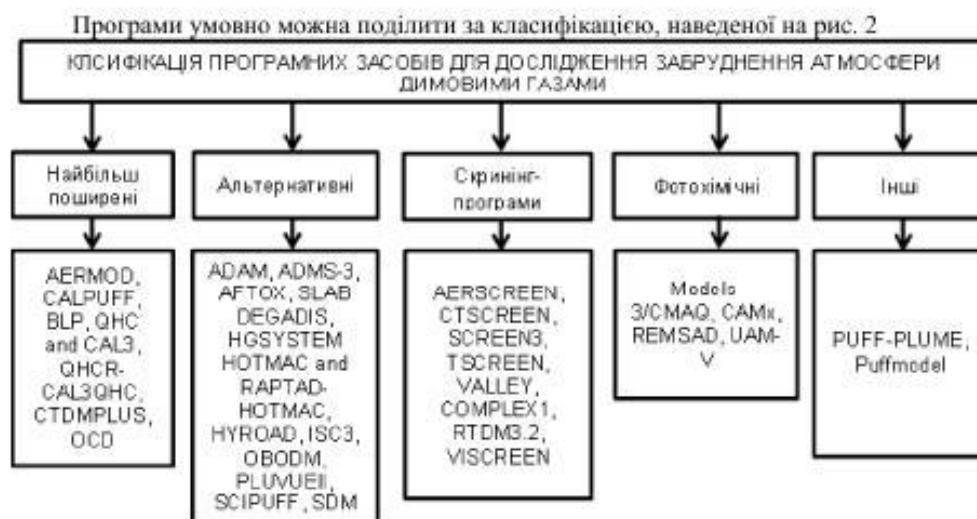 Програми умовно можна поділити за класифікацією, наведеної на рис. 2
КЛСИФІКАЦІЯ ПРОГРАМНИХ ЗАСОБІВ ДЛЯ ДОСЛІДЖЕННЯ ЗАБРУДНЕННЯ АТМОСФЕРИ
ДИМОВИМИ ГАЗАМИ
Найбільш
поширені
Альтернативні
Скринінг-
програми
Фотохімічні
Інші
AERMOD,
CALPUFF,
BLP, QHC
and CAL3,
QHCR-
CAL3QHC,
CTDMPLUS,
OCD
ADAM, ADMS-3,
AFTOX, SLAB
DEGADIS,
HGSYSTEM
HOTMAC and
RAPTAD-
HOTMAC,
HYROAD, ISC3,
OBODM,
PLUVUEII,
SCIPUFF, SDM
AERSCREEN,
CTSCREEN,
SCREEN3,
TSCREEN,
VALLEY,
COMPLEX1,
RTDM3.2,
VISCREEN
Models
3/CMAQ, CAMx,
REMSAD, UAM-
V
PUFF-PLUME,
Puffmodel